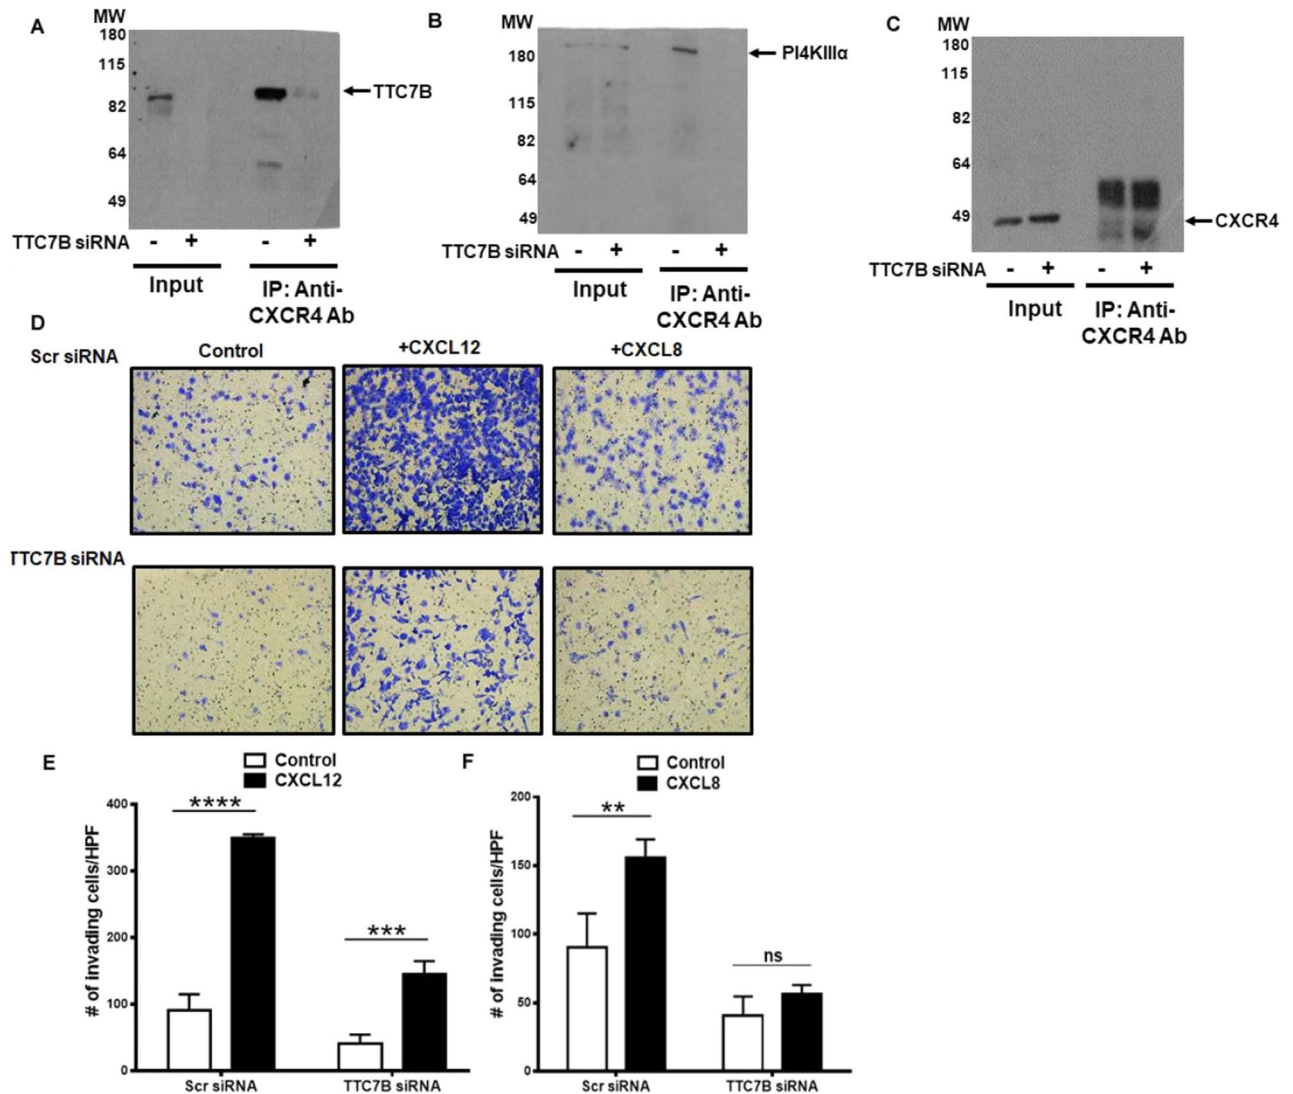 A
MW
180
115
82
64
49
TTC7B
TTC7B siRNA - + - +
Input
IP: Anti-
CXCR4 Ab
B
MW
180
115
82
64
49
PI4KIIIα
TTC7B siRNA - + - +
Input
IP: Anti-
CXCR4 Ab
C
MW
180
115
82
64
49
CXCR4
TTC7B siRNA - + - +
Input
IP: Anti-
CXCR4 Ab
D
Control +CXCL12 +CXCL8
Scr siRNA
TTC7B siRNA
E
Control
CXCL12
# of invading cells/HPF
400
300
200
100
0
****
***
Scr siRNA TTC7B siRNA
F
Control
CXCL8
# of invading cells/HPF
200
150
100
50
0
**
ns
Scr siRNA TTC7B siRNA